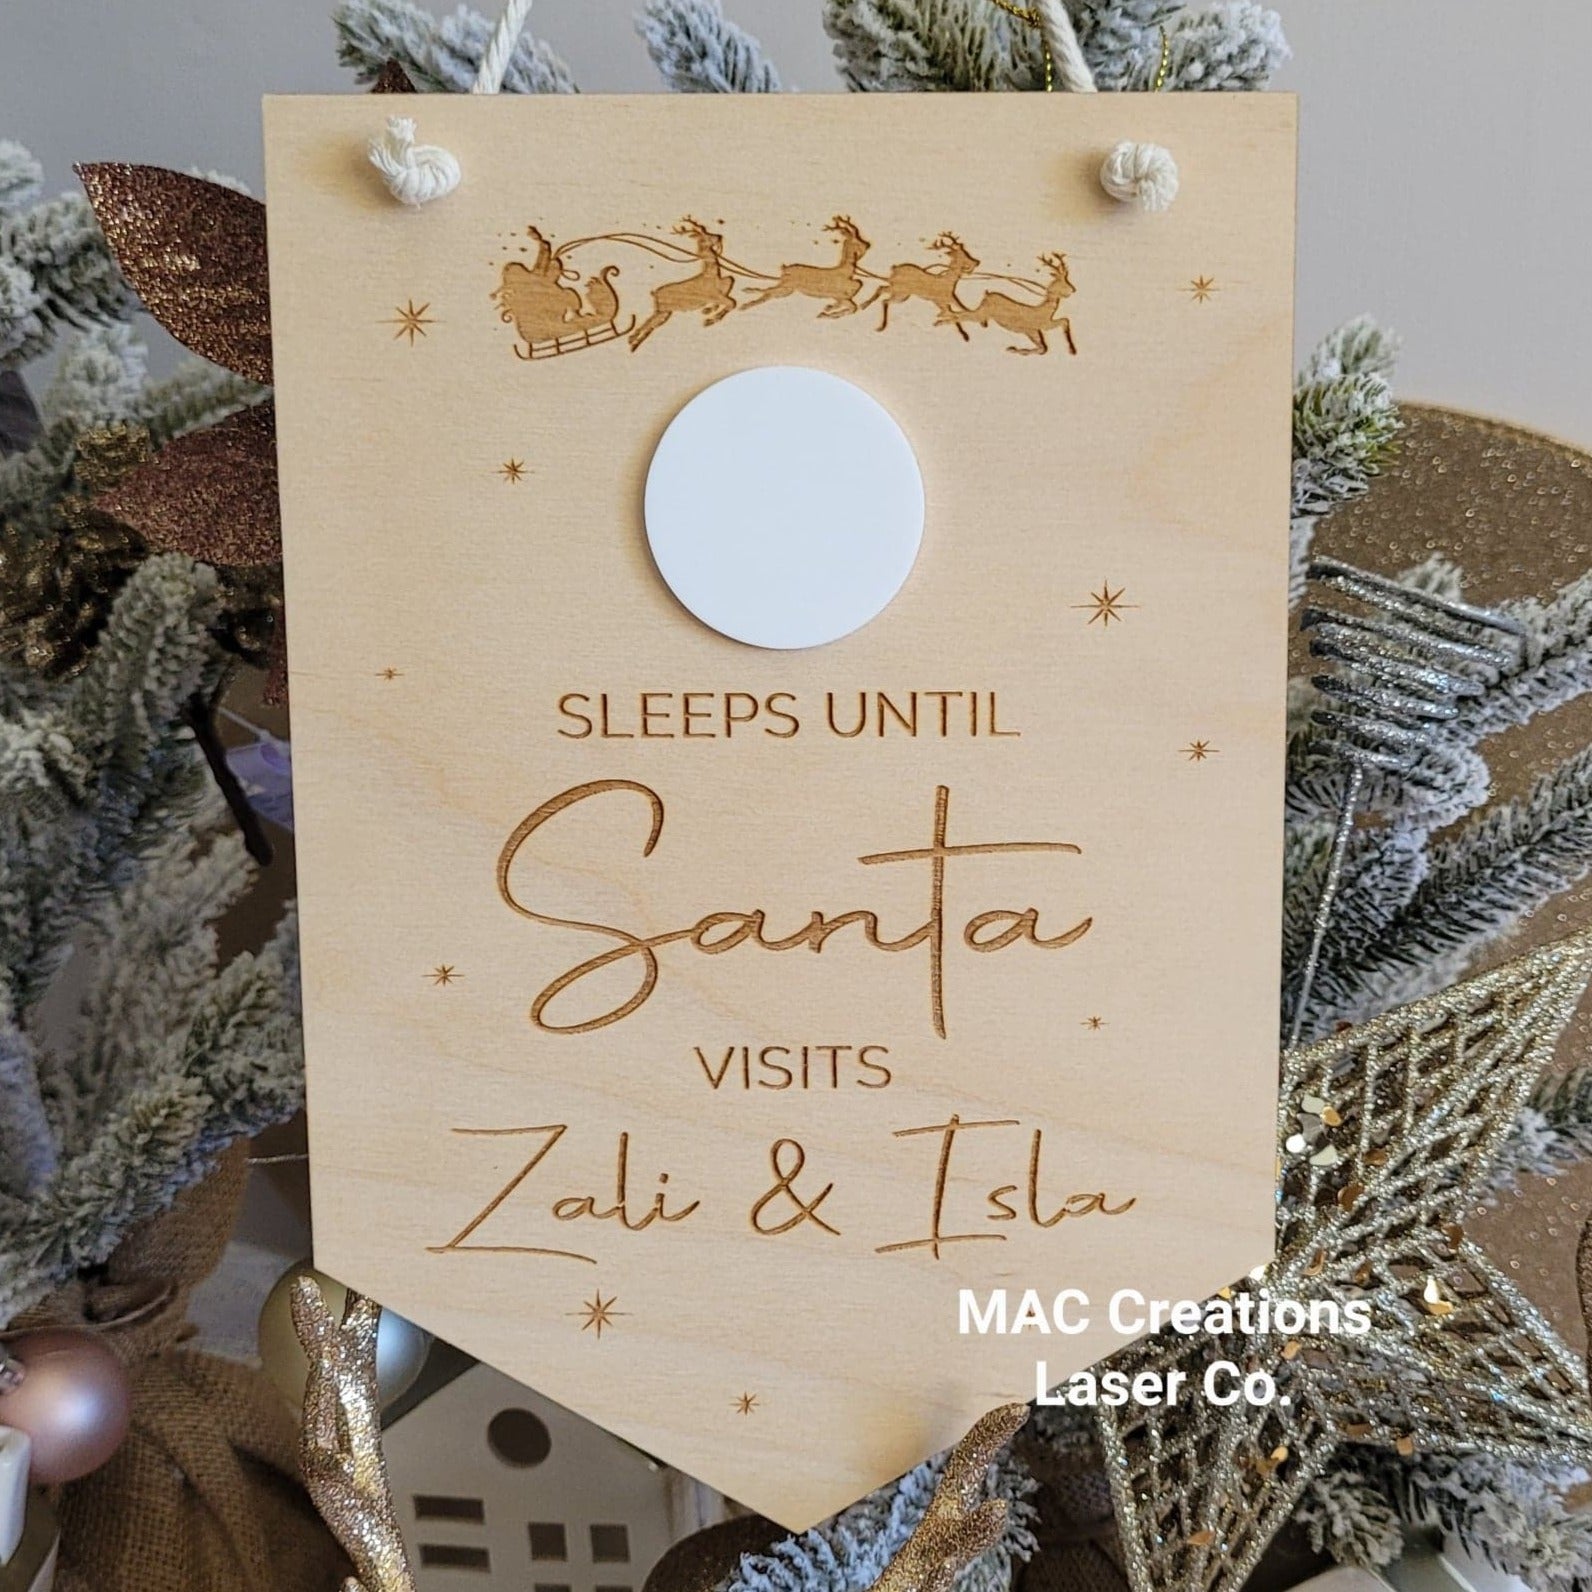 SLEEPS UNTIL
Santa
VISITS
Zali & Isla
MAC Creations
Laser Co.